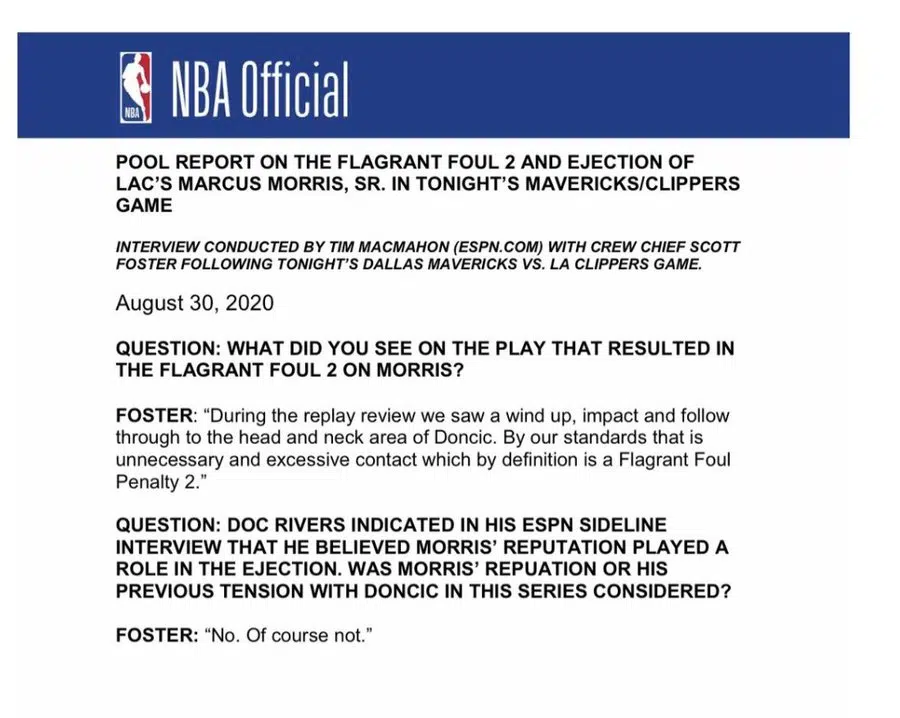 NBA
NBA Official
POOL REPORT ON THE FLAGRANT FOUL 2 AND EJECTION OF
LAC’S MARCUS MORRIS, SR. IN TONIGHT’S MAVERICKS/CLIPPERS
GAME
INTERVIEW CONDUCTED BY TIM MACMAHON (ESPN.COM) WITH CREW CHIEF SCOTT
FOSTER FOLLOWING TONIGHT’S DALLAS MAVERICKS VS. LA CLIPPERS GAME.
August 30, 2020
QUESTION: WHAT DID YOU SEE ON THE PLAY THAT RESULTED IN
THE FLAGRANT FOUL 2 ON MORRIS?
FOSTER: “During the replay review we saw a wind up, impact and follow
through to the head and neck area of Doncic. By our standards that is
unnecessary and excessive contact which by definition is a Flagrant Foul
Penalty 2.”
QUESTION: DOC RIVERS INDICATED IN HIS ESPN SIDELINE
INTERVIEW THAT HE BELIEVED MORRIS’ REPUTATION PLAYED A
ROLE IN THE EJECTION. WAS MORRIS’ REPUATION OR HIS
PREVIOUS TENSION WITH DONCIC IN THIS SERIES CONSIDERED?
FOSTER: “No. Of course not.”